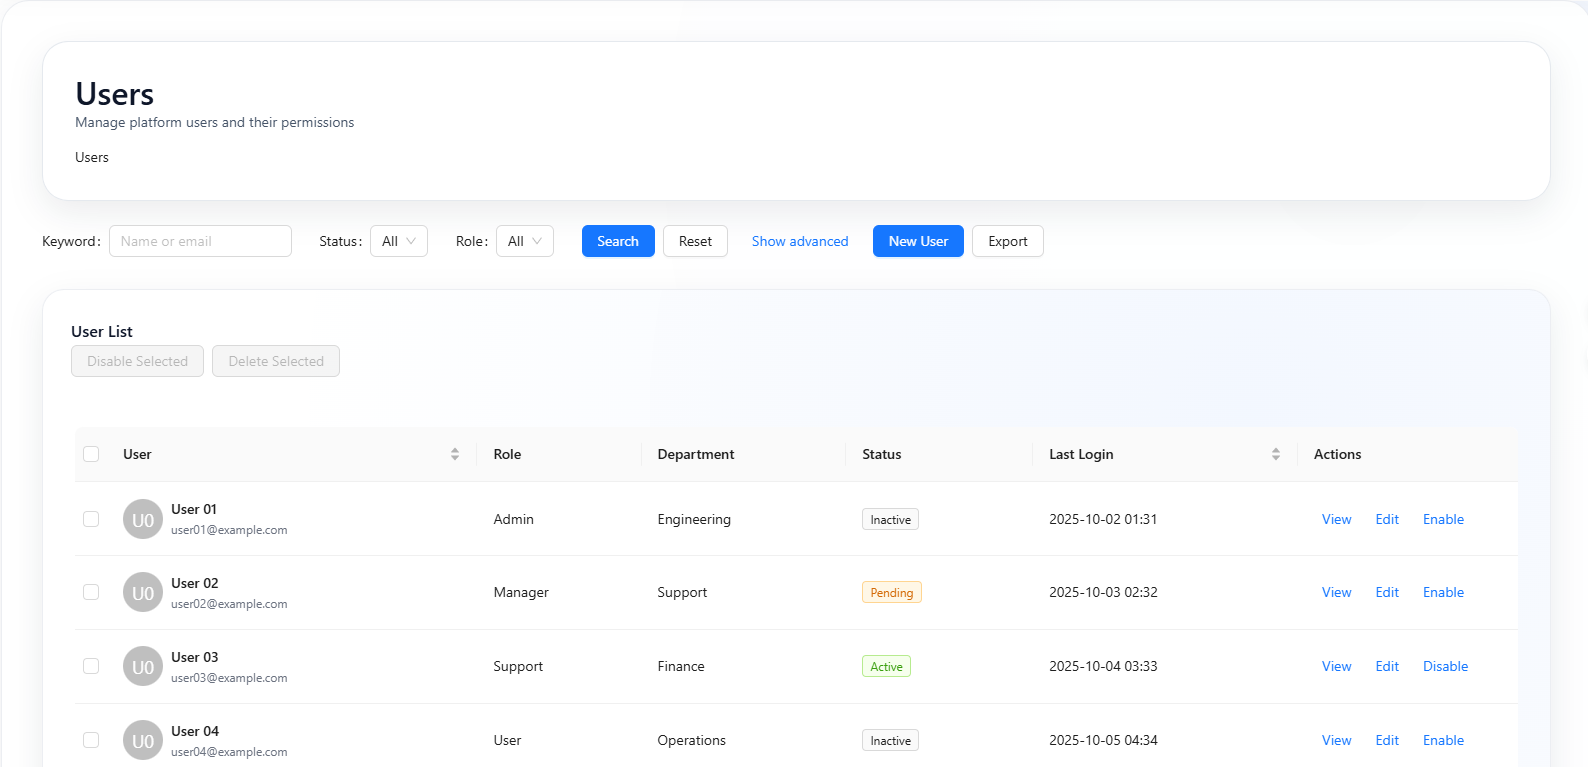 Users
Manage platform users and their permissions
Users
Keyword: Name or email Status: All Role: All Search Reset Show advanced New User Export
User List
Disable Selected Delete Selected
User Role Department Status Last Login Actions
U0 User 01 user01@example.com Admin Engineering Inactive 2025-10-02 01:31 View Edit Enable
U0 User 02 user02@example.com Manager Support Pending 2025-10-03 02:32 View Edit Enable
U0 User 03 user03@example.com Support Finance Active 2025-10-04 03:33 View Edit Disable
U0 User 04 user04@example.com User Operations Inactive 2025-10-05 04:34 View Edit Enable